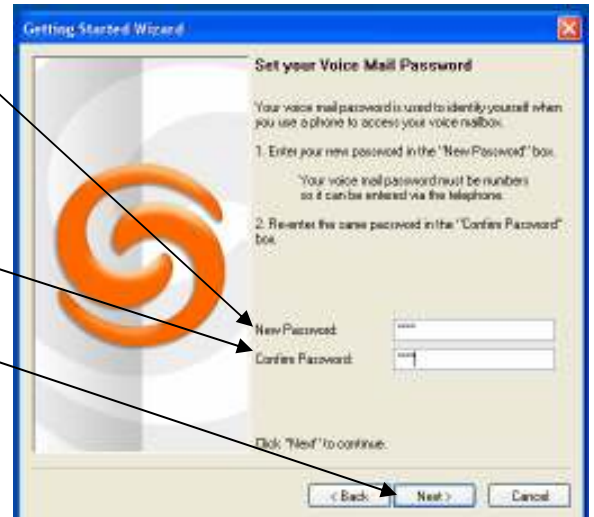 Getting Started Wizard
Set your Voice Mail Password
Your voice mail password is used to identify yourself when
you use a phone to access your voice mailbox.
1. Enter your new password in the "New Password" box.
Your voice mail password must be numbers
so it can be entered via the telephone.
2. Re-enter the same password in the "Confirm Password"
box.
New Password: ****
Confirm Password: ****
Click "Next" to continue.
< Back Next > Cancel